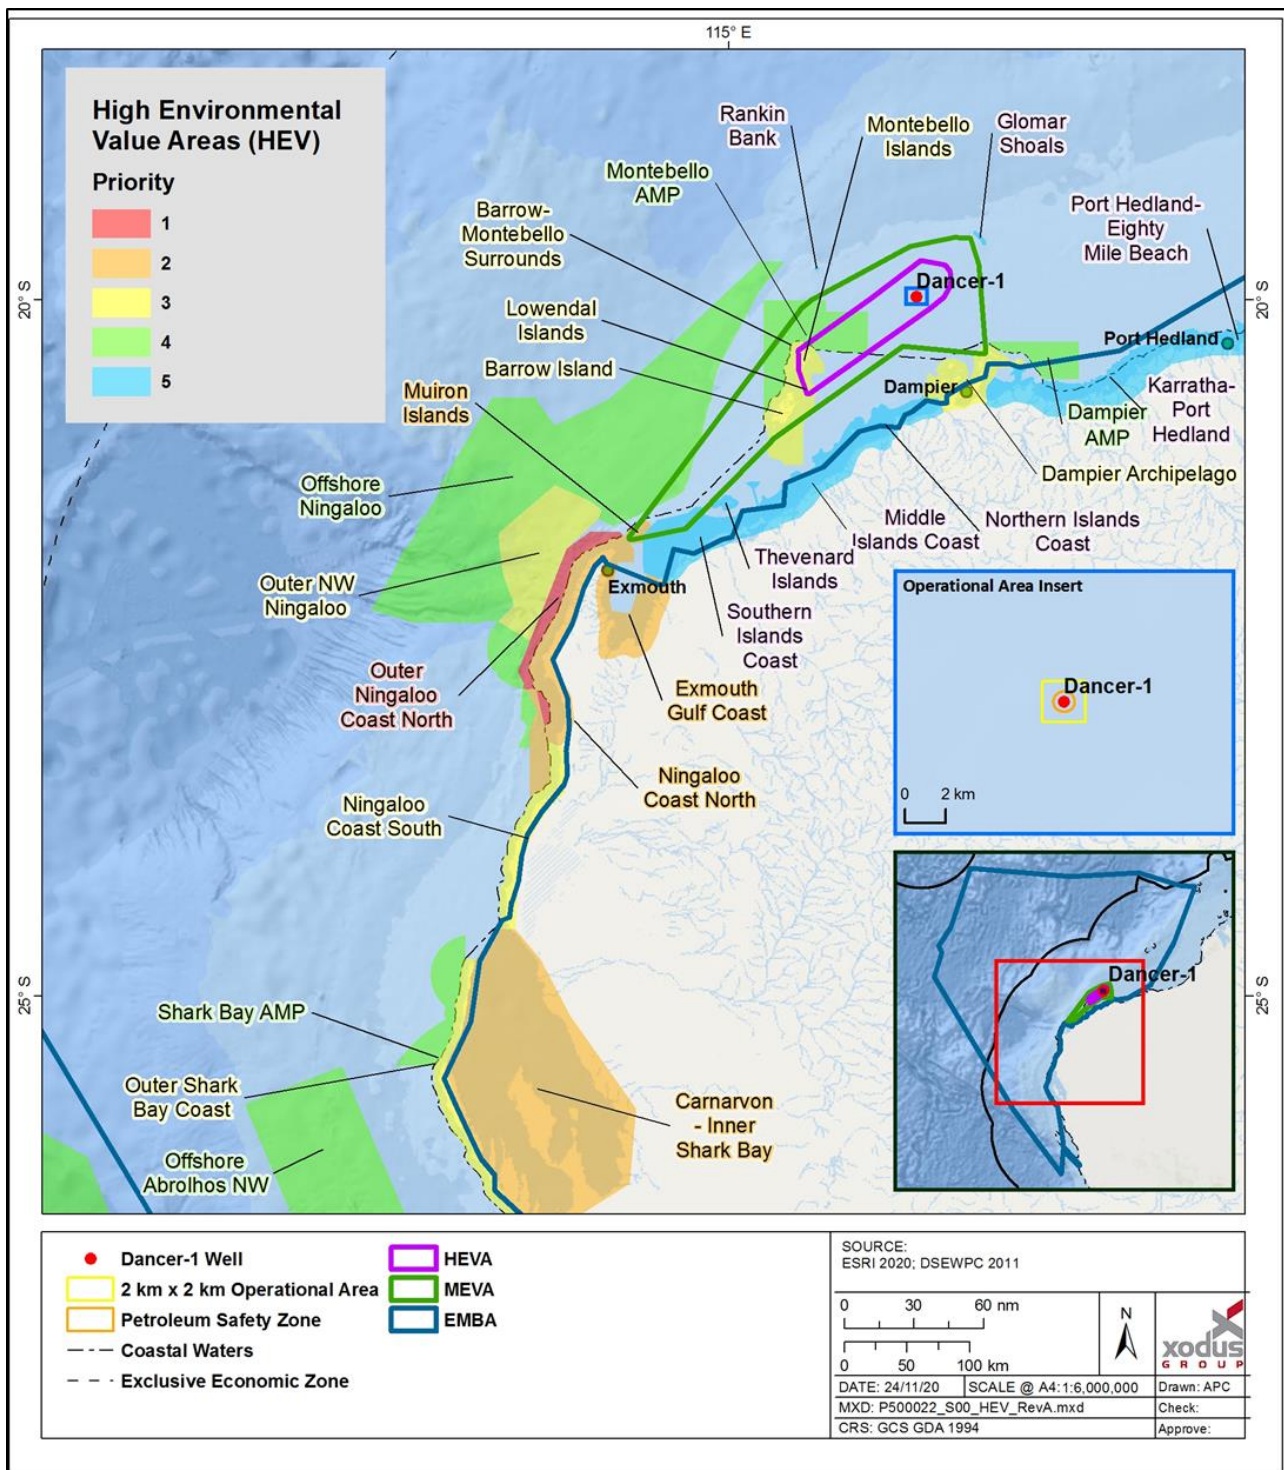 115° E
High Environmental
Value Areas (HEV)
Priority
1
2
3
4
5
Rankin
Bank
Montebello
Islands
Glomar
Shoals
Montebello
AMP
Port Hedland-
Eighty
Mile Beach
Barrow-
Montebello
Surrounds
20° S
Dancer-1
20° S
Lowendal
Islands
Port Hedland
Barrow Island
Muiron
Islands
Dampier
Karratha-
Port
Hedland
Dampier
AMP
Dampier Archipelago
Offshore
Ningaloo
Middle
Islands Coast
Northern Islands
Coast
Thevenard
Islands
Outer NW
Ningaloo
Exmouth
Southern
Islands
Coast
Operational Area Insert
Dancer-1
0 2 km
Outer
Ningaloo
Coast North
Exmouth
Gulf Coast
Ningaloo
Coast North
Ningaloo
Coast South
Dancer-1
25° S
25° S
Shark Bay AMP
Outer Shark
Bay Coast
Carnarvon
- Inner
Shark Bay
Offshore
Abrolhos NW
Dancer-1 Well
2 km x 2 km Operational Area
Petroleum Safety Zone
Coastal Waters
Exclusive Economic Zone
HEVA
MEVA
EMBA
SOURCE:
ESRI 2020; DSEWPC 2011
0 30 60 nm
0 50 100 km
N
xodus
GROUP
DATE: 24/11/20
SCALE @ A4:1:6,000,000
Drawn: APC
MXD: P500022_S00_HEV_RevA.mxd
Check:
CRS: GCS GDA 1994
Approve: